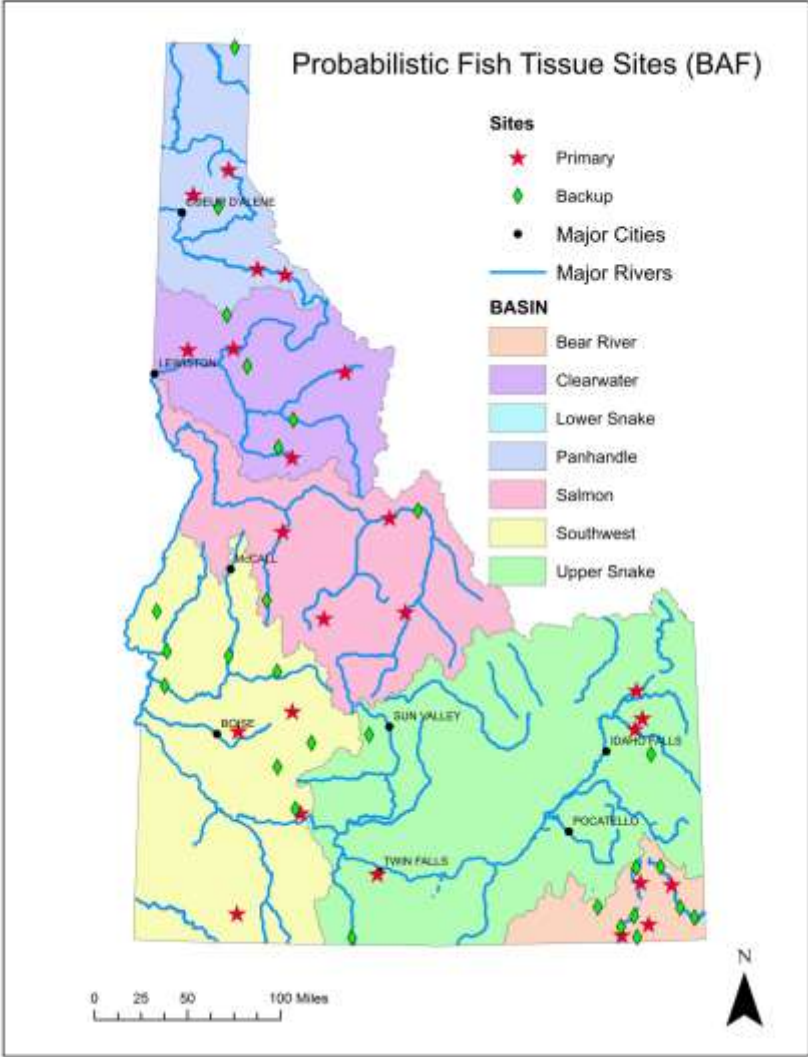 Probabilistic Fish Tissue Sites (BAF)
Sites
Primary
Backup
Major Cities
Major Rivers
BASIN
Bear River
Clearwater
Lower Snake
Panhandle
Salmon
Southwest
Upper Snake
COEUR D'ALENE
LEWISTON
McCALL
BOISE
SUN VALLEY
IDAHO FALLS
POCATELLO
TWIN FALLS
N
0 25 50 100 Miles